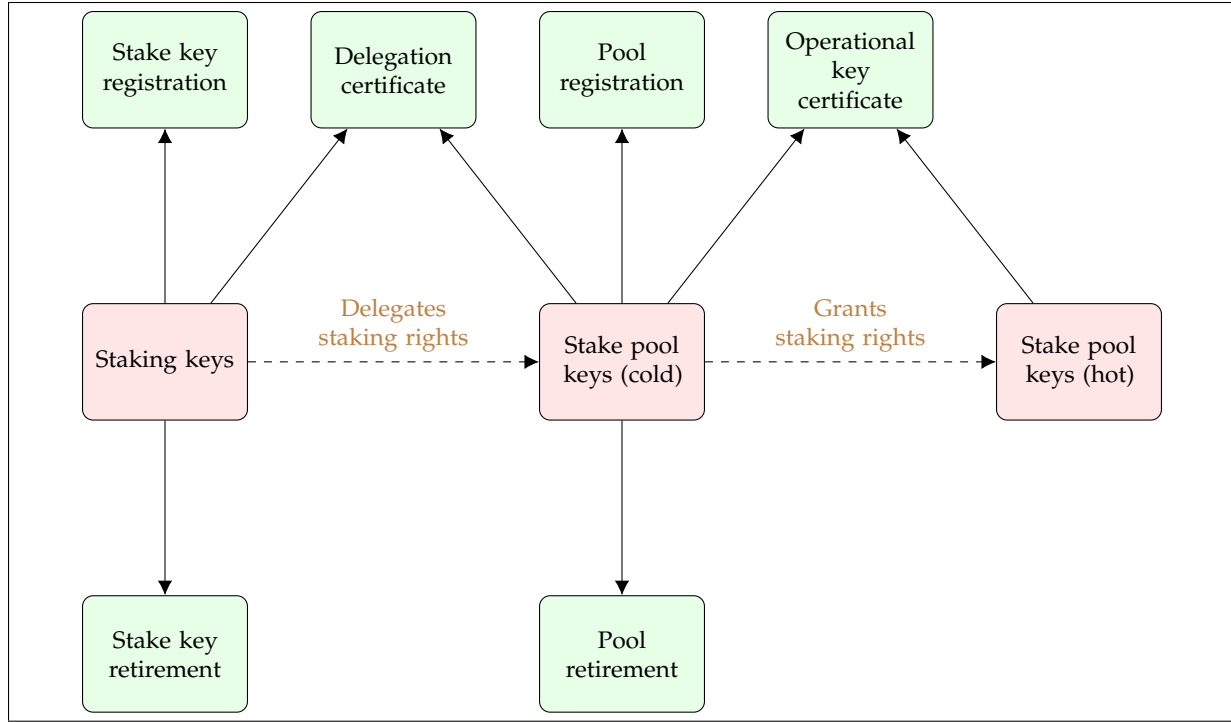 Stake key
registration
Delegation
certificate
Pool
registration
Operational
key
certificate
Staking keys
Delegates
staking rights
Stake pool
keys (cold)
Grants
staking rights
Stake pool
keys (hot)
Stake key
retirement
Pool
retirement